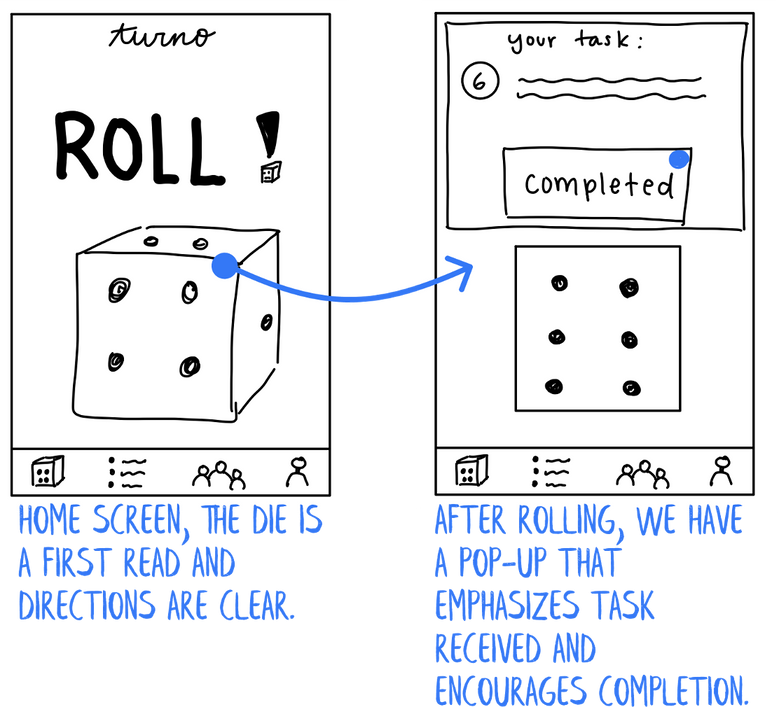 turno
ROLL !
HOME SCREEN, THE DIE IS
A FIRST READ AND
DIRECTIONS ARE CLEAR.
your task:
6
completed
AFTER ROLLING, WE HAVE
A POP-UP THAT
EMPHASIZES TASK
RECEIVED AND
ENCOURAGES COMPLETION.